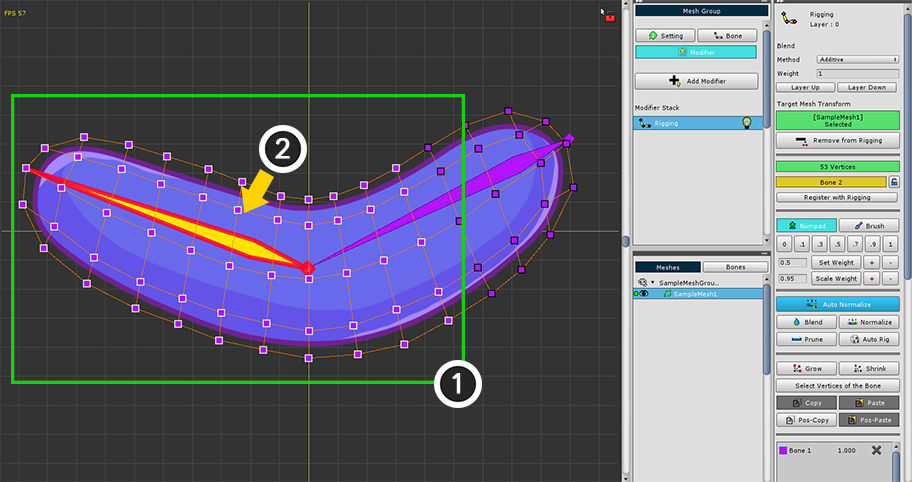 FPS 57
2
1
Mesh Group
Setting
Bone
Modifier
Add Modifier
Modifier Stack
Rigging
Meshes
Bones
SampleMeshGrou..
SampleMesh1
Rigging
Layer : 0
Blend
Method
Additive
Weight
1
Layer Up
Layer Down
Target Mesh Transform
[SampleMesh1]
Selected
Remove from Rigging
53 Vertices
Bone 2
Register with Rigging
Numpad
Brush
0 .1 .3 .5 .7 .9 1
0.5 Set Weight + -
0.95 Scale Weight + -
Auto Normalize
Blend
Normalize
Prune
Auto Rig
Grow
Shrink
Select Vertices of the Bone
Copy
Paste
Pos-Copy
Pos-Paste
Bone 1 1.000